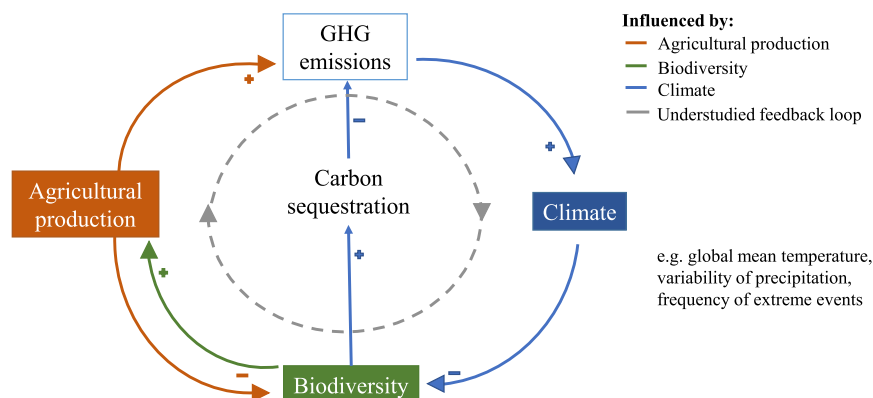 GHG
emissions
Influenced by:
Agricultural production
Biodiversity
Climate
Understudied feedback loop
+
+
−
Agricultural
production
Carbon
sequestration
Climate
e.g. global mean temperature,
variability of precipitation,
frequency of extreme events
+
+
−
−
Biodiversity